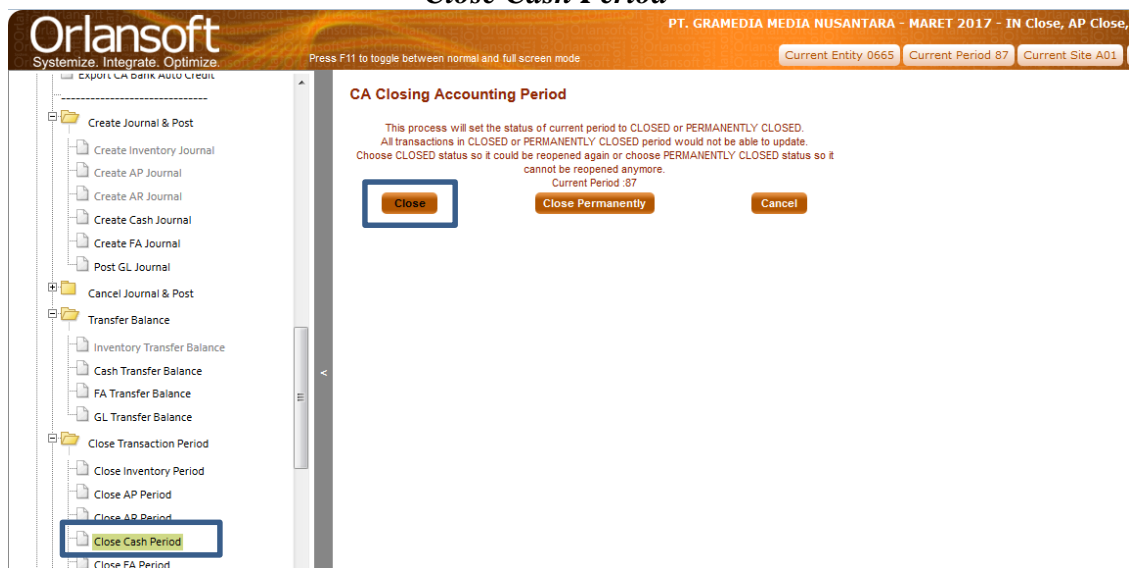 Close Cash Period
Orlansoft
Systemize. Integrate. Optimize.
PT. GRAMEDIA MEDIA NUSANTARA - MARET 2017 - IN Close, AP Close,
Press F11 to toggle between normal and full screen mode
Current Entity 0665
Current Period 87
Current Site A01
Export CA Bank Auto Credit
------------------------------
Create Journal & Post
Create Inventory Journal
Create AP Journal
Create AR Journal
Create Cash Journal
Create FA Journal
Post GL Journal
Cancel Journal & Post
Transfer Balance
Inventory Transfer Balance
Cash Transfer Balance
FA Transfer Balance
GL Transfer Balance
Close Transaction Period
Close Inventory Period
Close AP Period
Close AR Period
Close Cash Period
Close FA Period
<
CA Closing Accounting Period
This process will set the status of current period to CLOSED or PERMANENTLY CLOSED.
All transactions in CLOSED or PERMANENTLY CLOSED period would not be able to update.
Choose CLOSED status so it could be reopened again or choose PERMANENTLY CLOSED status so it
cannot be reopened anymore.
Current Period :87
Close
Close Permanently
Cancel